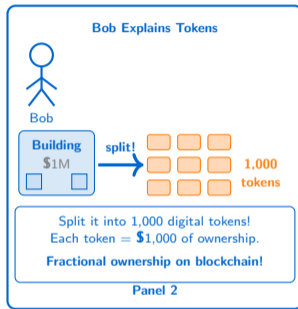 Bob Explains Tokens
Bob
Building
$1M
split!
1,000
tokens
Split it into 1,000 digital tokens!
Each token = $1,000 of ownership.
Fractional ownership on blockchain!
Panel 2